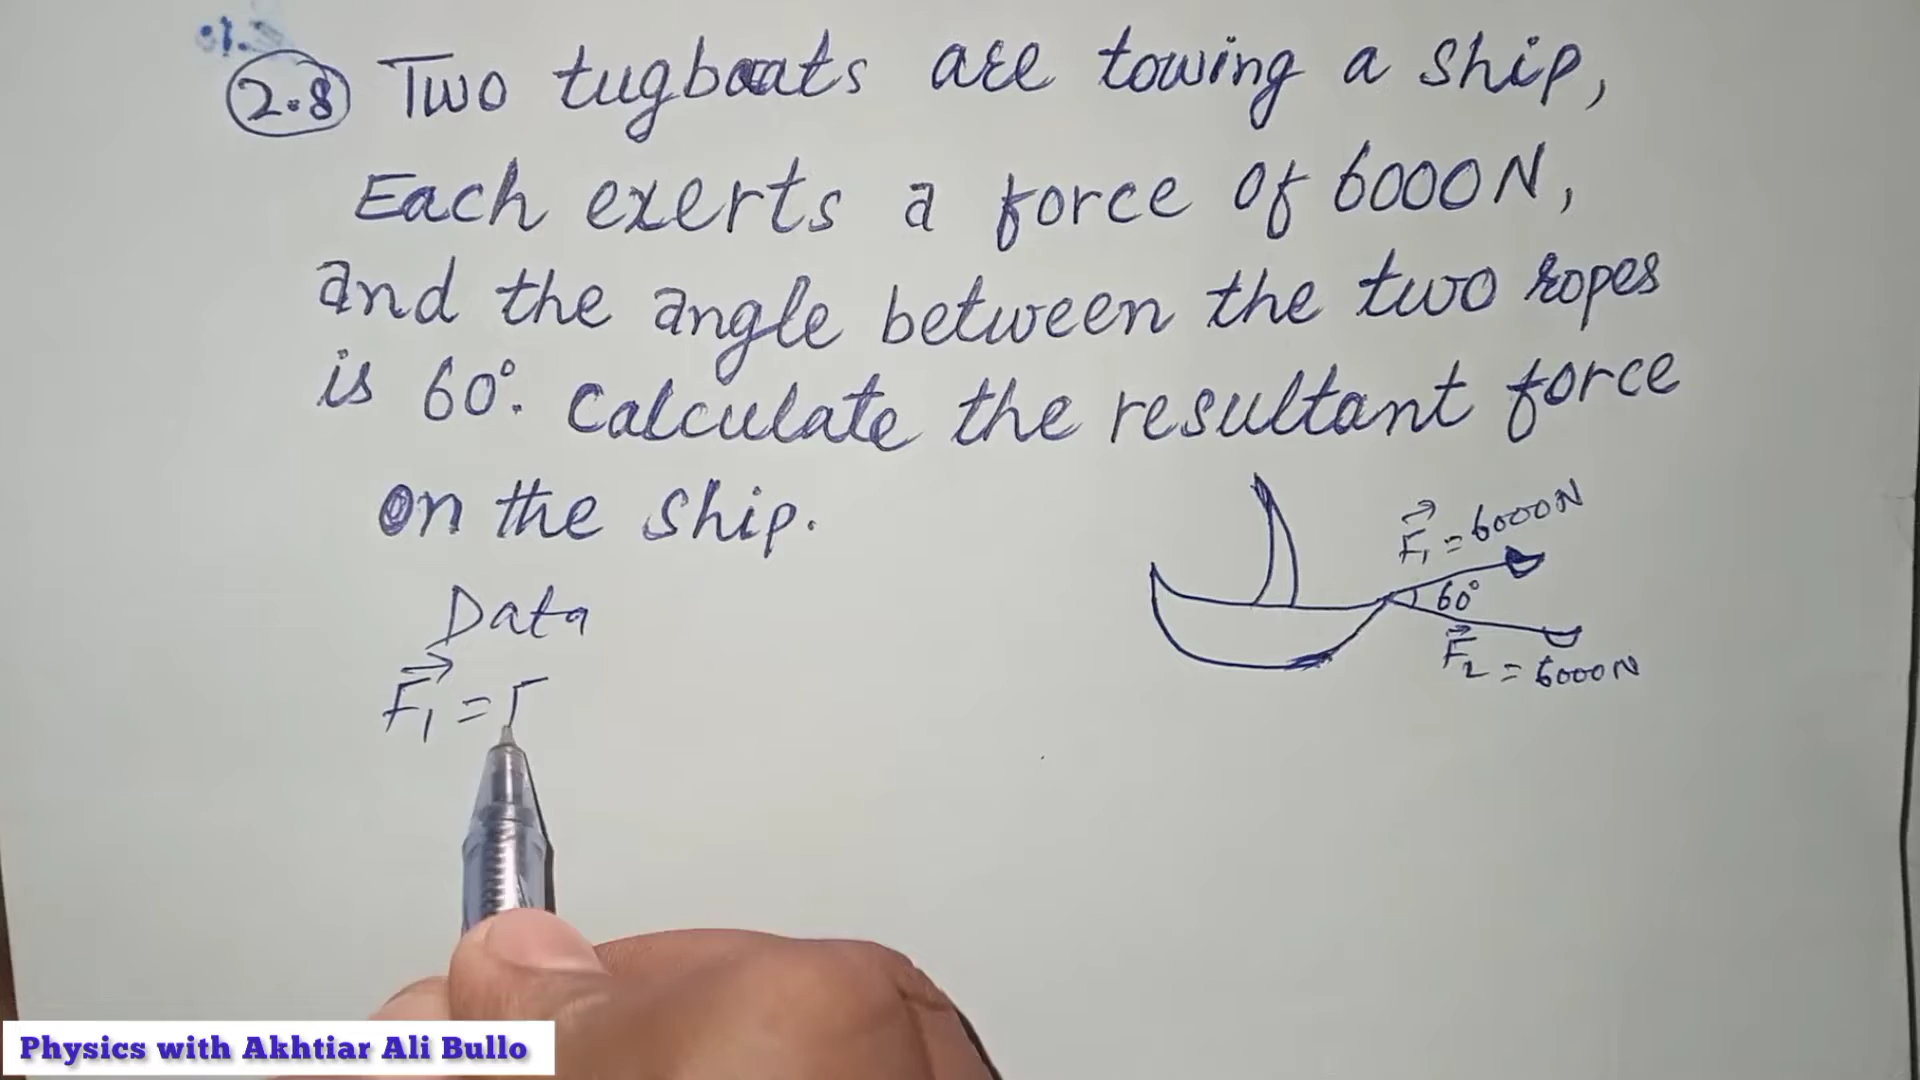 2.8 Two tugboats are towing a ship,
Each exerts a force of 6000N,
and the angle between the two ropes
is 60°. Calculate the resultant force
on the ship.
F₁ = 6000N
60°
F₂ = 6000N
Data
F₁ =
Physics with Akhtiar Ali Bullo